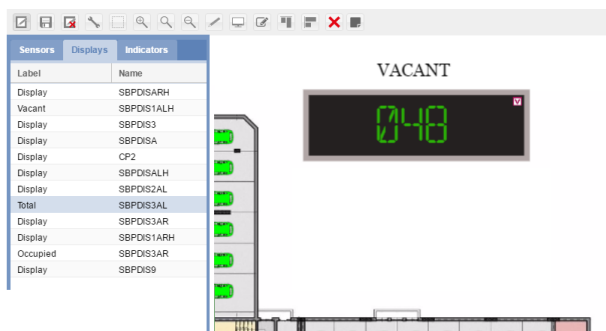 Sensors Displays Indicators
Label Name
Display SBPDISARH
Vacant SBPDIS1ALH
Display SBPDIS3
Display SBPDISA
Display CP2
Display SBPDISALH
Display SBPDIS2AL
Total SBPDIS3AL
Display SBPDIS3AR
Display SBPDIS1ARH
Occupied SBPDIS3AR
Display SBPDIS9
VACANT
V
048